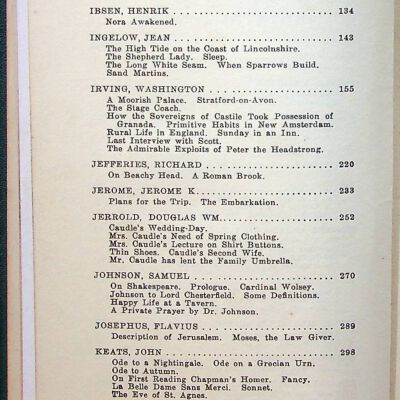 IBSEN, HENRIK ........................ 134
Nora Awakened.
INGELOW, JEAN ........................ 143
The High Tide on the Coast of Lincolnshire.
The Shepherd Lady. Sleep.
The Long White Seam. When Sparrows Build.
Sand Martins.
IRVING, WASHINGTON ........................ 155
A Moorish Palace. Stratford-on-Avon.
The Stage Coach.
How the Sovereigns of Castile Took Possession of
Granada. Primitive Habits in New Amsterdam.
Rural Life in England. Sunday in an Inn.
Last Interview with Scott.
The Admirable Exploits of Peter the Headstrong.
JEFFERIES, RICHARD ........................ 220
On Beachy Head. A Roman Brook.
JEROME, JEROME K. ........................ 233
Plans for the Trip. The Embarkation.
JERROLD, DOUGLAS WM. ........................ 252
Caudle's Wedding-Day.
Mrs. Caudle's Need of Spring Clothing.
Mrs. Caudle's Lecture on Shirt Buttons.
Thin Shoes. Caudle's Second Wife.
Mr. Caudle has lent the Family Umbrella.
JOHNSON, SAMUEL ........................ 270
On Shakespeare. Prologue. Cardinal Wolsey.
Johnson to Lord Chesterfield. Some Definitions.
Happy Life at a Tavern.
A Private Prayer by Dr. Johnson.
JOSEPHUS, FLAVIUS ........................ 289
Description of Jerusalem. Moses, the Law Giver.
KEATS, JOHN ........................ 298
Ode to a Nightingale. Ode on a Grecian Urn.
Ode to Autumn.
On First Reading Chapman's Homer. Fancy.
La Belle Dame Sans Merci. Sonnet.
The Eve of St. Agnes.